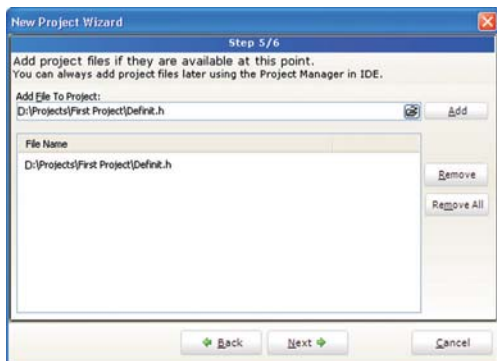 New Project Wizard
Step 5/6
Add project files if they are available at this point.
You can always add project files later using the Project Manager in IDE.
Add File To Project:
D:\Projects\First Project\Definit.h
Add
File Name
D:\Projects\First Project\Definit.h
Remove
Remove All
Back
Next
Cancel